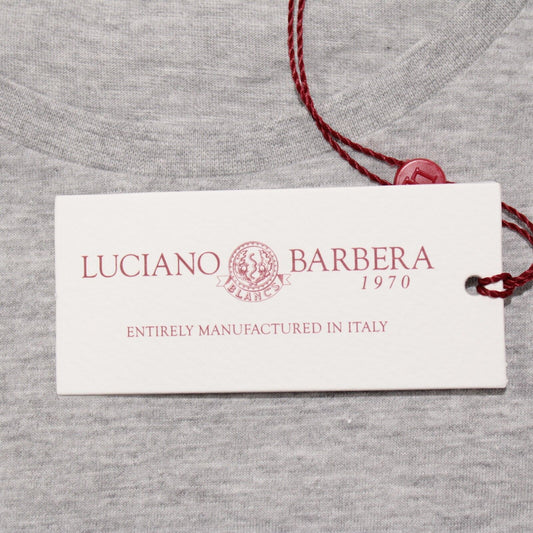 LUCIANO BARBERA
BLANCS
1970
ENTIRELY MANUFACTURED IN ITALY